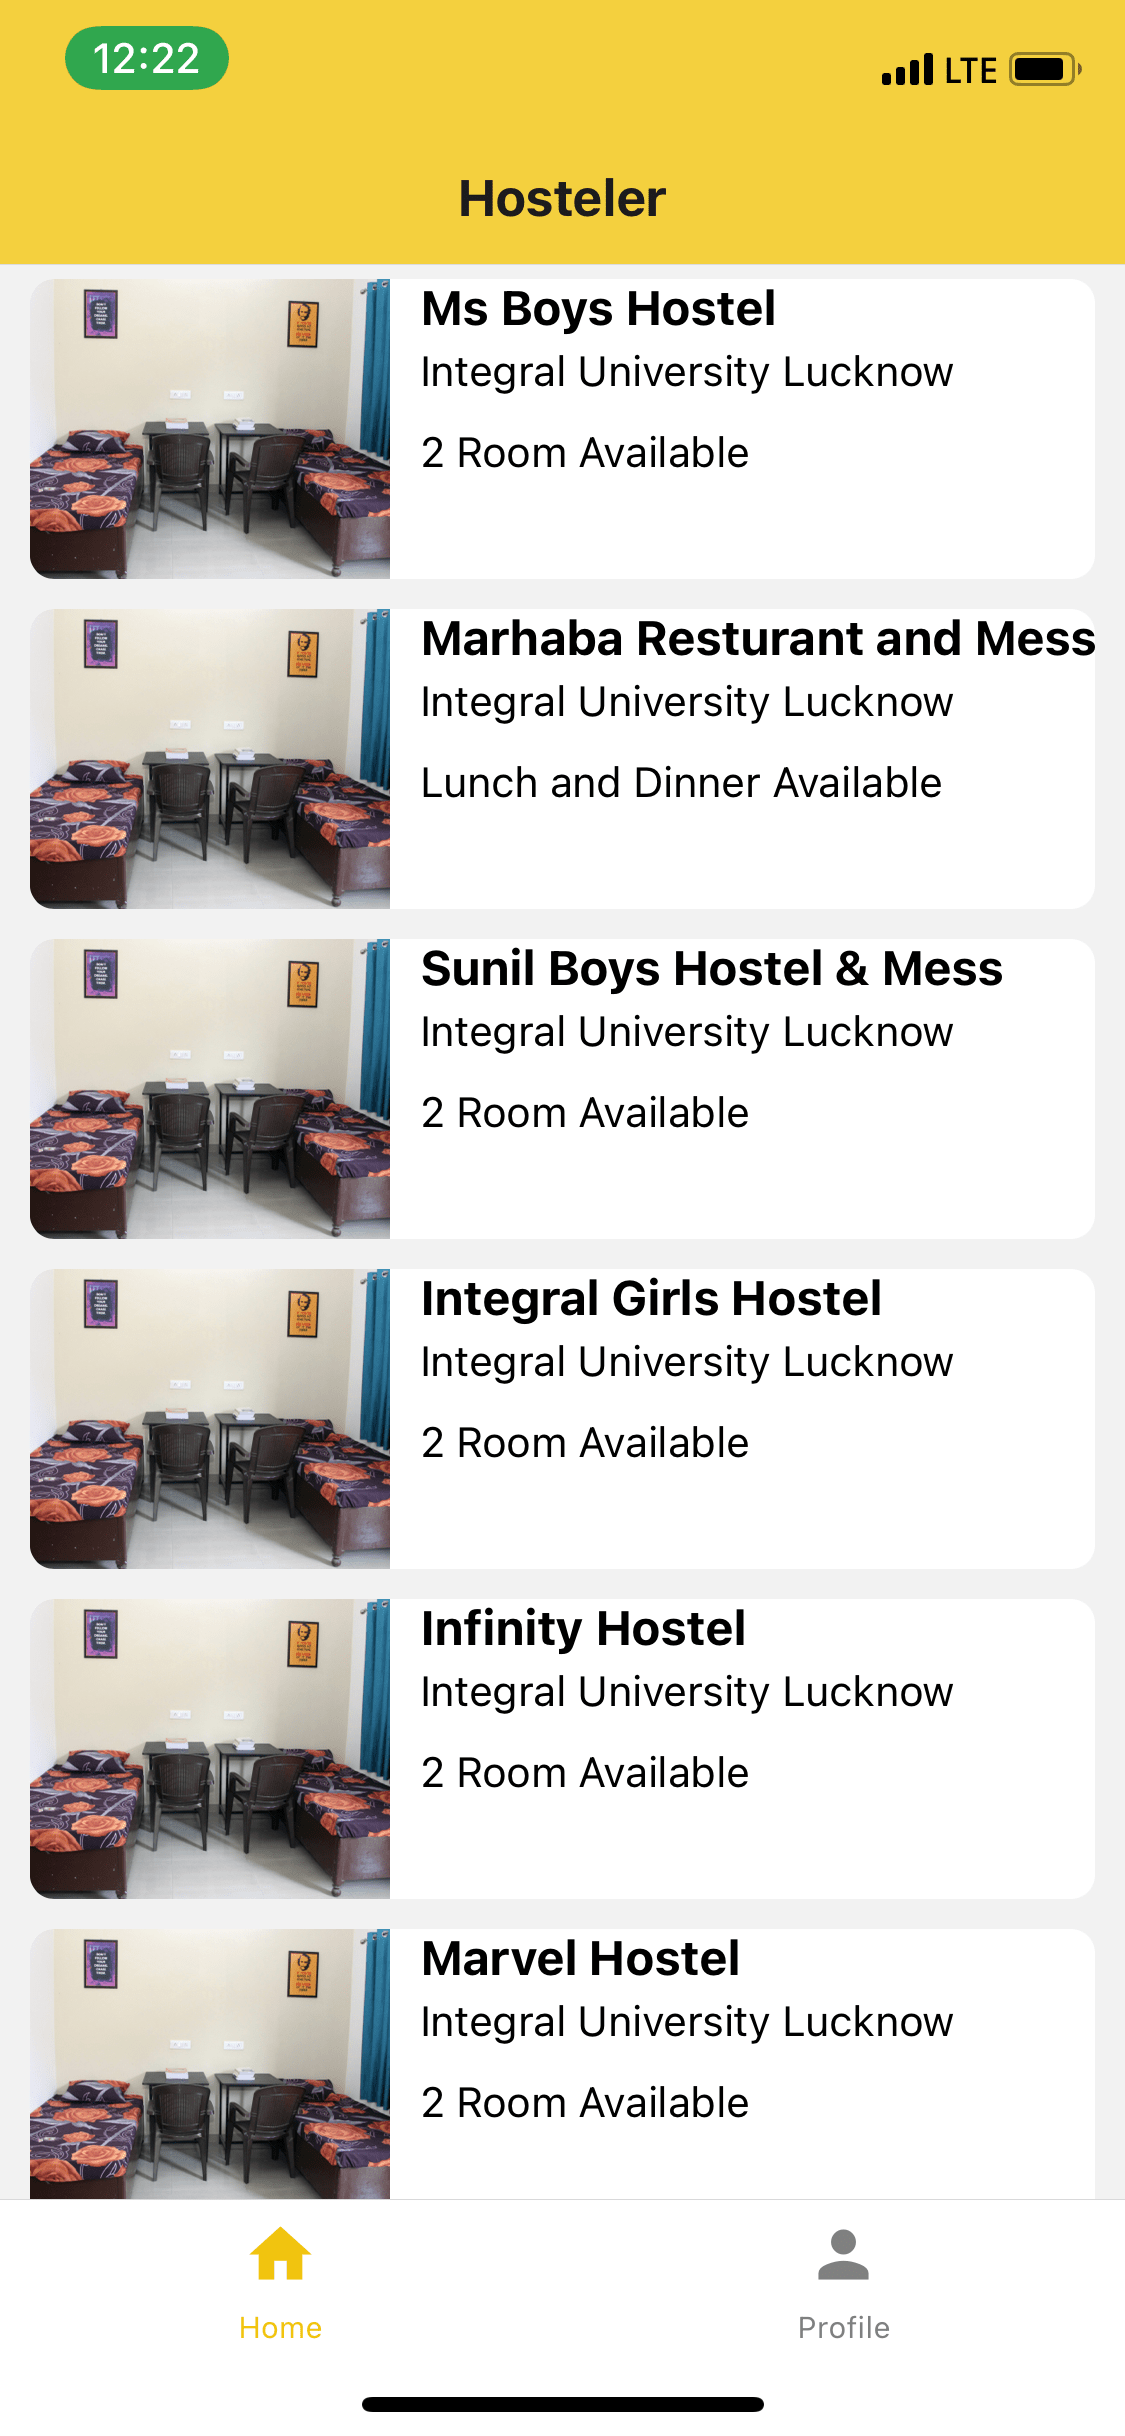 12:22
LTE
Hosteler
Ms Boys Hostel
Integral University Lucknow
2 Room Available
Marhaba Resturant and Mess
Integral University Lucknow
Lunch and Dinner Available
Sunil Boys Hostel & Mess
Integral University Lucknow
2 Room Available
Integral Girls Hostel
Integral University Lucknow
2 Room Available
Infinity Hostel
Integral University Lucknow
2 Room Available
Marvel Hostel
Integral University Lucknow
2 Room Available
Home
Profile